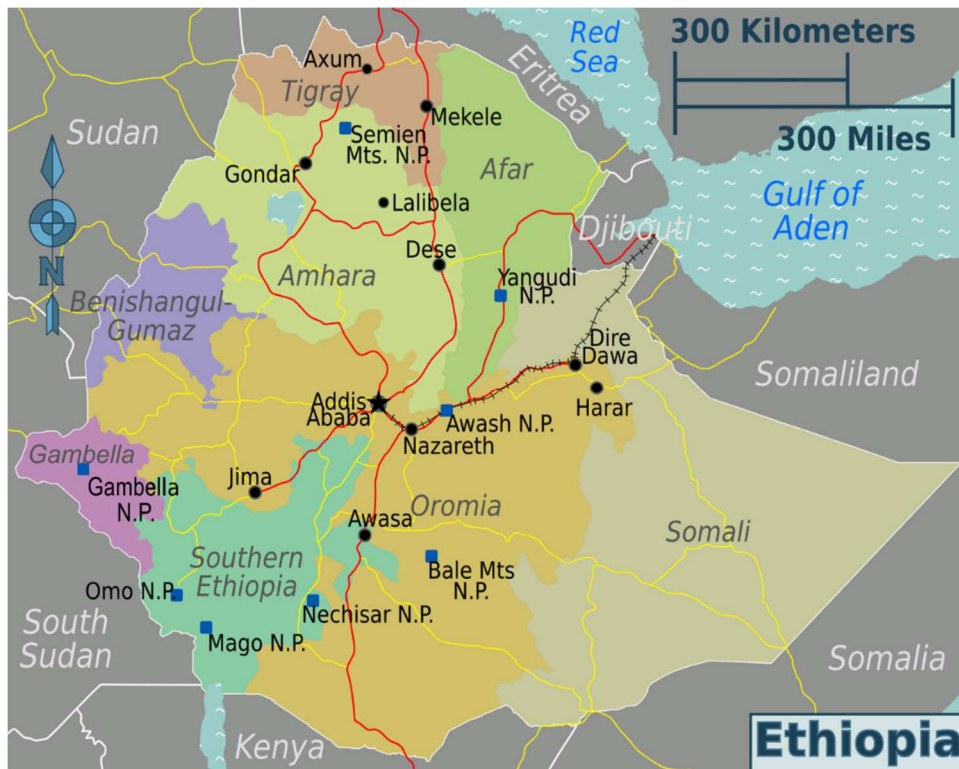 Red
Sea
300 Kilometers
300 Miles
Eritrea
Axum
Tigray
Mekele
Sudan
Semien
Mts. N.P.
Gondar
Afar
Lalibela
Gulf of
Aden
Djibouti
N
Dese
Amhara
Yangudi
N.P.
Benishangul-
Gumaz
Dire
Dawa
Somaliland
Addis
Ababa
Harar
Awash N.P.
Nazareth
Gambella
Gambella
N.P.
Jima
Oromia
Awasa
Somali
Southern
Ethiopia
Bale Mts
N.P.
Omo N.P.
Nechisar N.P.
South
Sudan
Mago N.P.
Somalia
Kenya
Ethiopia